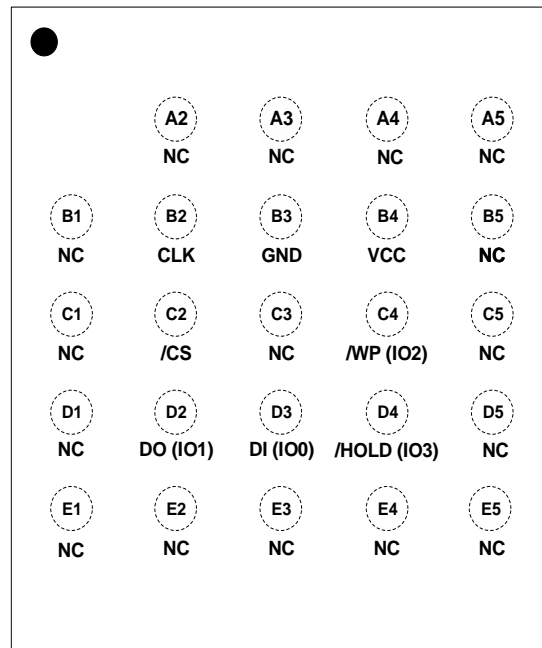 A2 A3 A4 A5
NC NC NC NC
B1 B2 B3 B4 B5
NC CLK GND VCC NC
C1 C2 C3 C4 C5
NC /CS NC /WP (IO2) NC
D1 D2 D3 D4 D5
NC DO (IO1) DI (IO0) /HOLD (IO3) NC
E1 E2 E3 E4 E5
NC NC NC NC NC